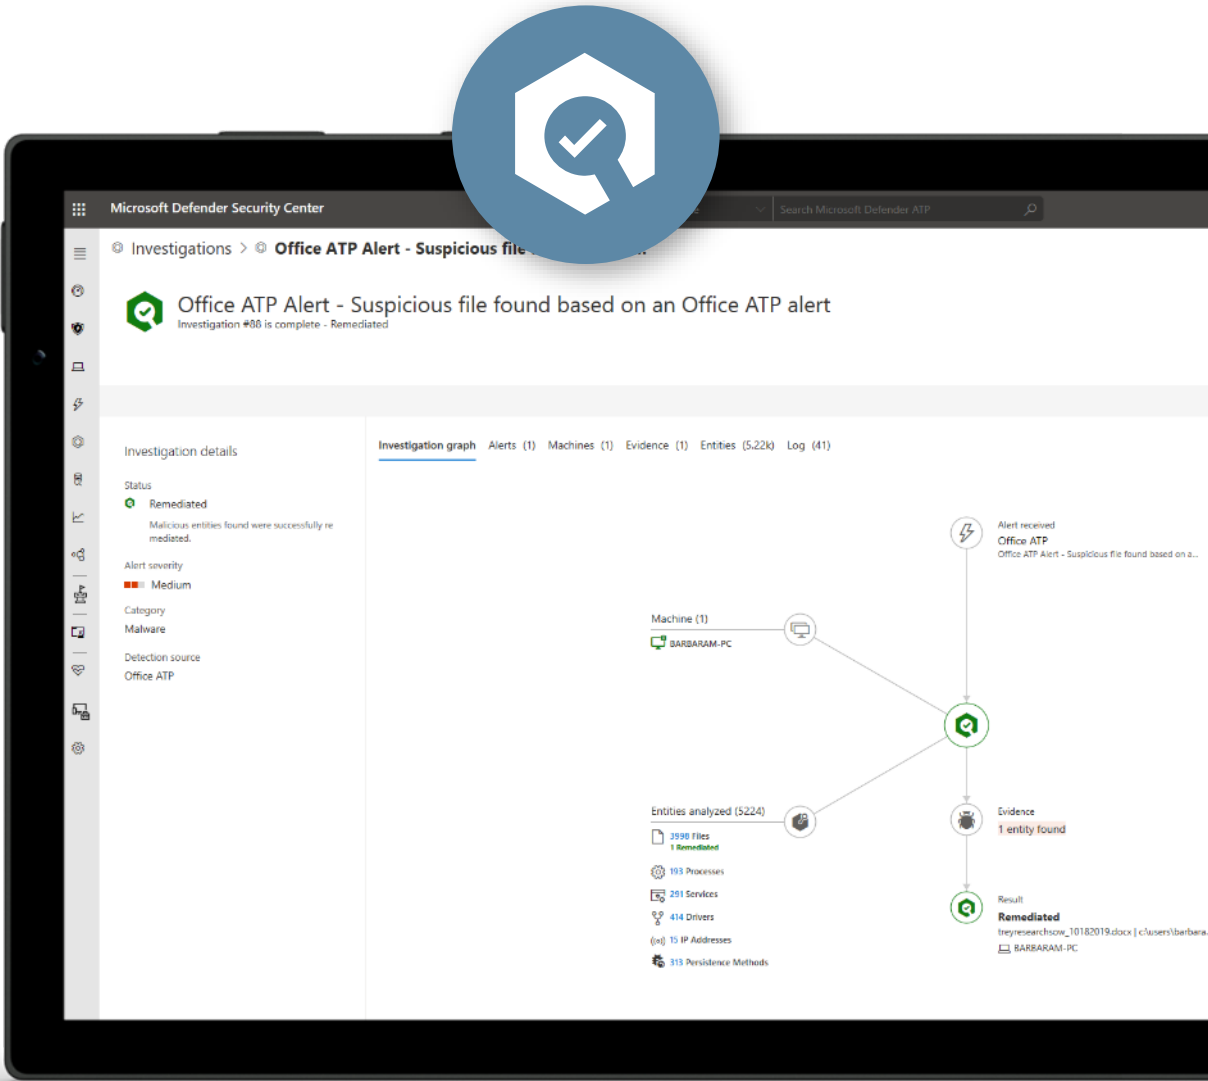 Microsoft Defender Security Center
Search Microsoft Defender ATP
Investigations > Office ATP Alert - Suspicious file
Office ATP Alert - Suspicious file found based on an Office ATP alert
Investigation #88 is complete - Remediated
Investigation details
Status
Remediated
Malicious entities found were successfully re
mediated.
Alert severity
Medium
Category
Malware
Detection source
Office ATP
Investigation graph Alerts (1) Machines (1) Evidence (1) Entities (5.22k) Log (41)
Alert received
Office ATP
Office ATP Alert - Suspicious file found based on a...
Machine (1)
BARBARAM-PC
Entities analyzed (5224)
3998 Files
1 Remediated
193 Processes
291 Services
414 Drivers
15 IP Addresses
313 Persistence Methods
Evidence
1 entity found
Result
Remediated
treyresearchsow_10182019.docx | c:\users\barbara.
BARBARAM-PC